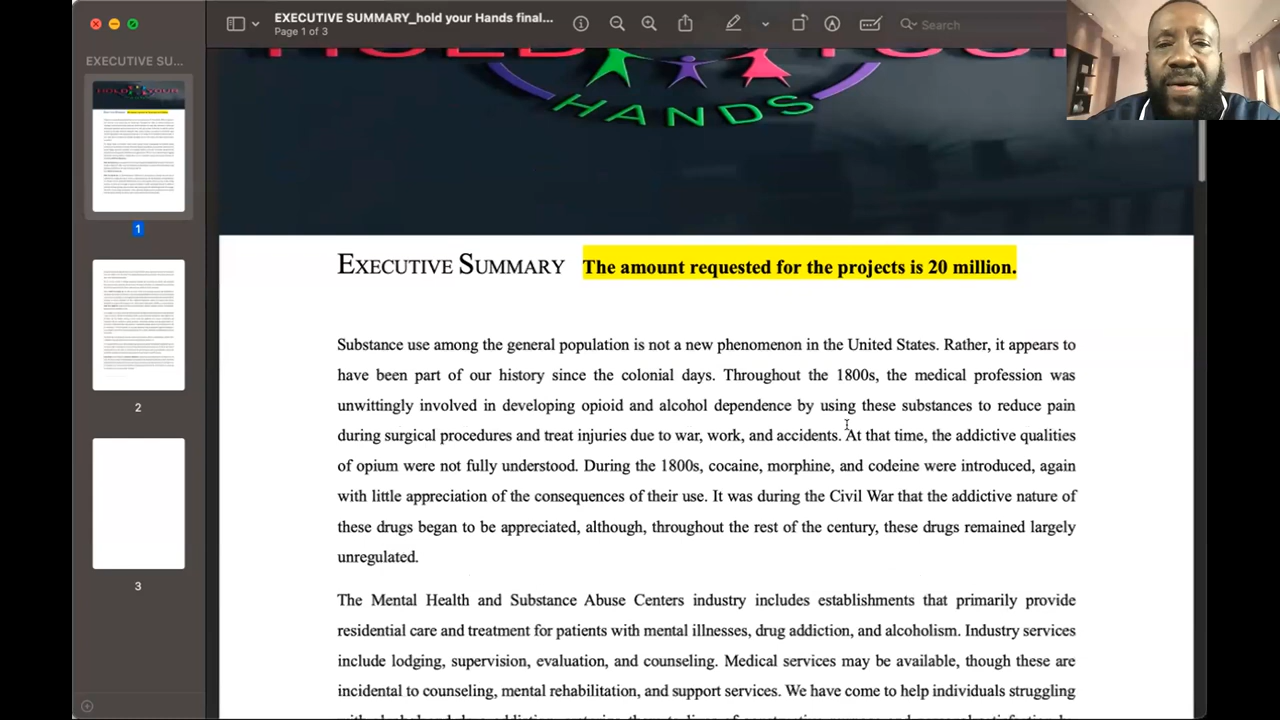 EXECUTIVE SUMMARY_hold your Hands final...
Page 1 of 3
Search
EXECUTIVE SU...
HOLD YOUR
HANDS
EXECUTIVE SUMMARY The amount requested for the projects is 20 million.
Substance use among the general population is not a new phenomenon in the United States. Rather, it appears to
have been part of our history since the colonial days. Throughout the 1800s, the medical profession was
unwittingly involved in developing opioid and alcohol dependence by using these substances to reduce pain
during surgical procedures and treat injuries due to war, work, and accidents. At that time, the addictive qualities
of opium were not fully understood. During the 1800s, cocaine, morphine, and codeine were introduced, again
with little appreciation of the consequences of their use. It was during the Civil War that the addictive nature of
these drugs began to be appreciated, although, throughout the rest of the century, these drugs remained largely
unregulated.
The Mental Health and Substance Abuse Centers industry includes establishments that primarily provide
residential care and treatment for patients with mental illnesses, drug addiction, and alcoholism. Industry services
include lodging, supervision, evaluation, and counseling. Medical services may be available, though these are
incidental to counseling, mental rehabilitation, and support services. We have come to help individuals struggling
1
2
3